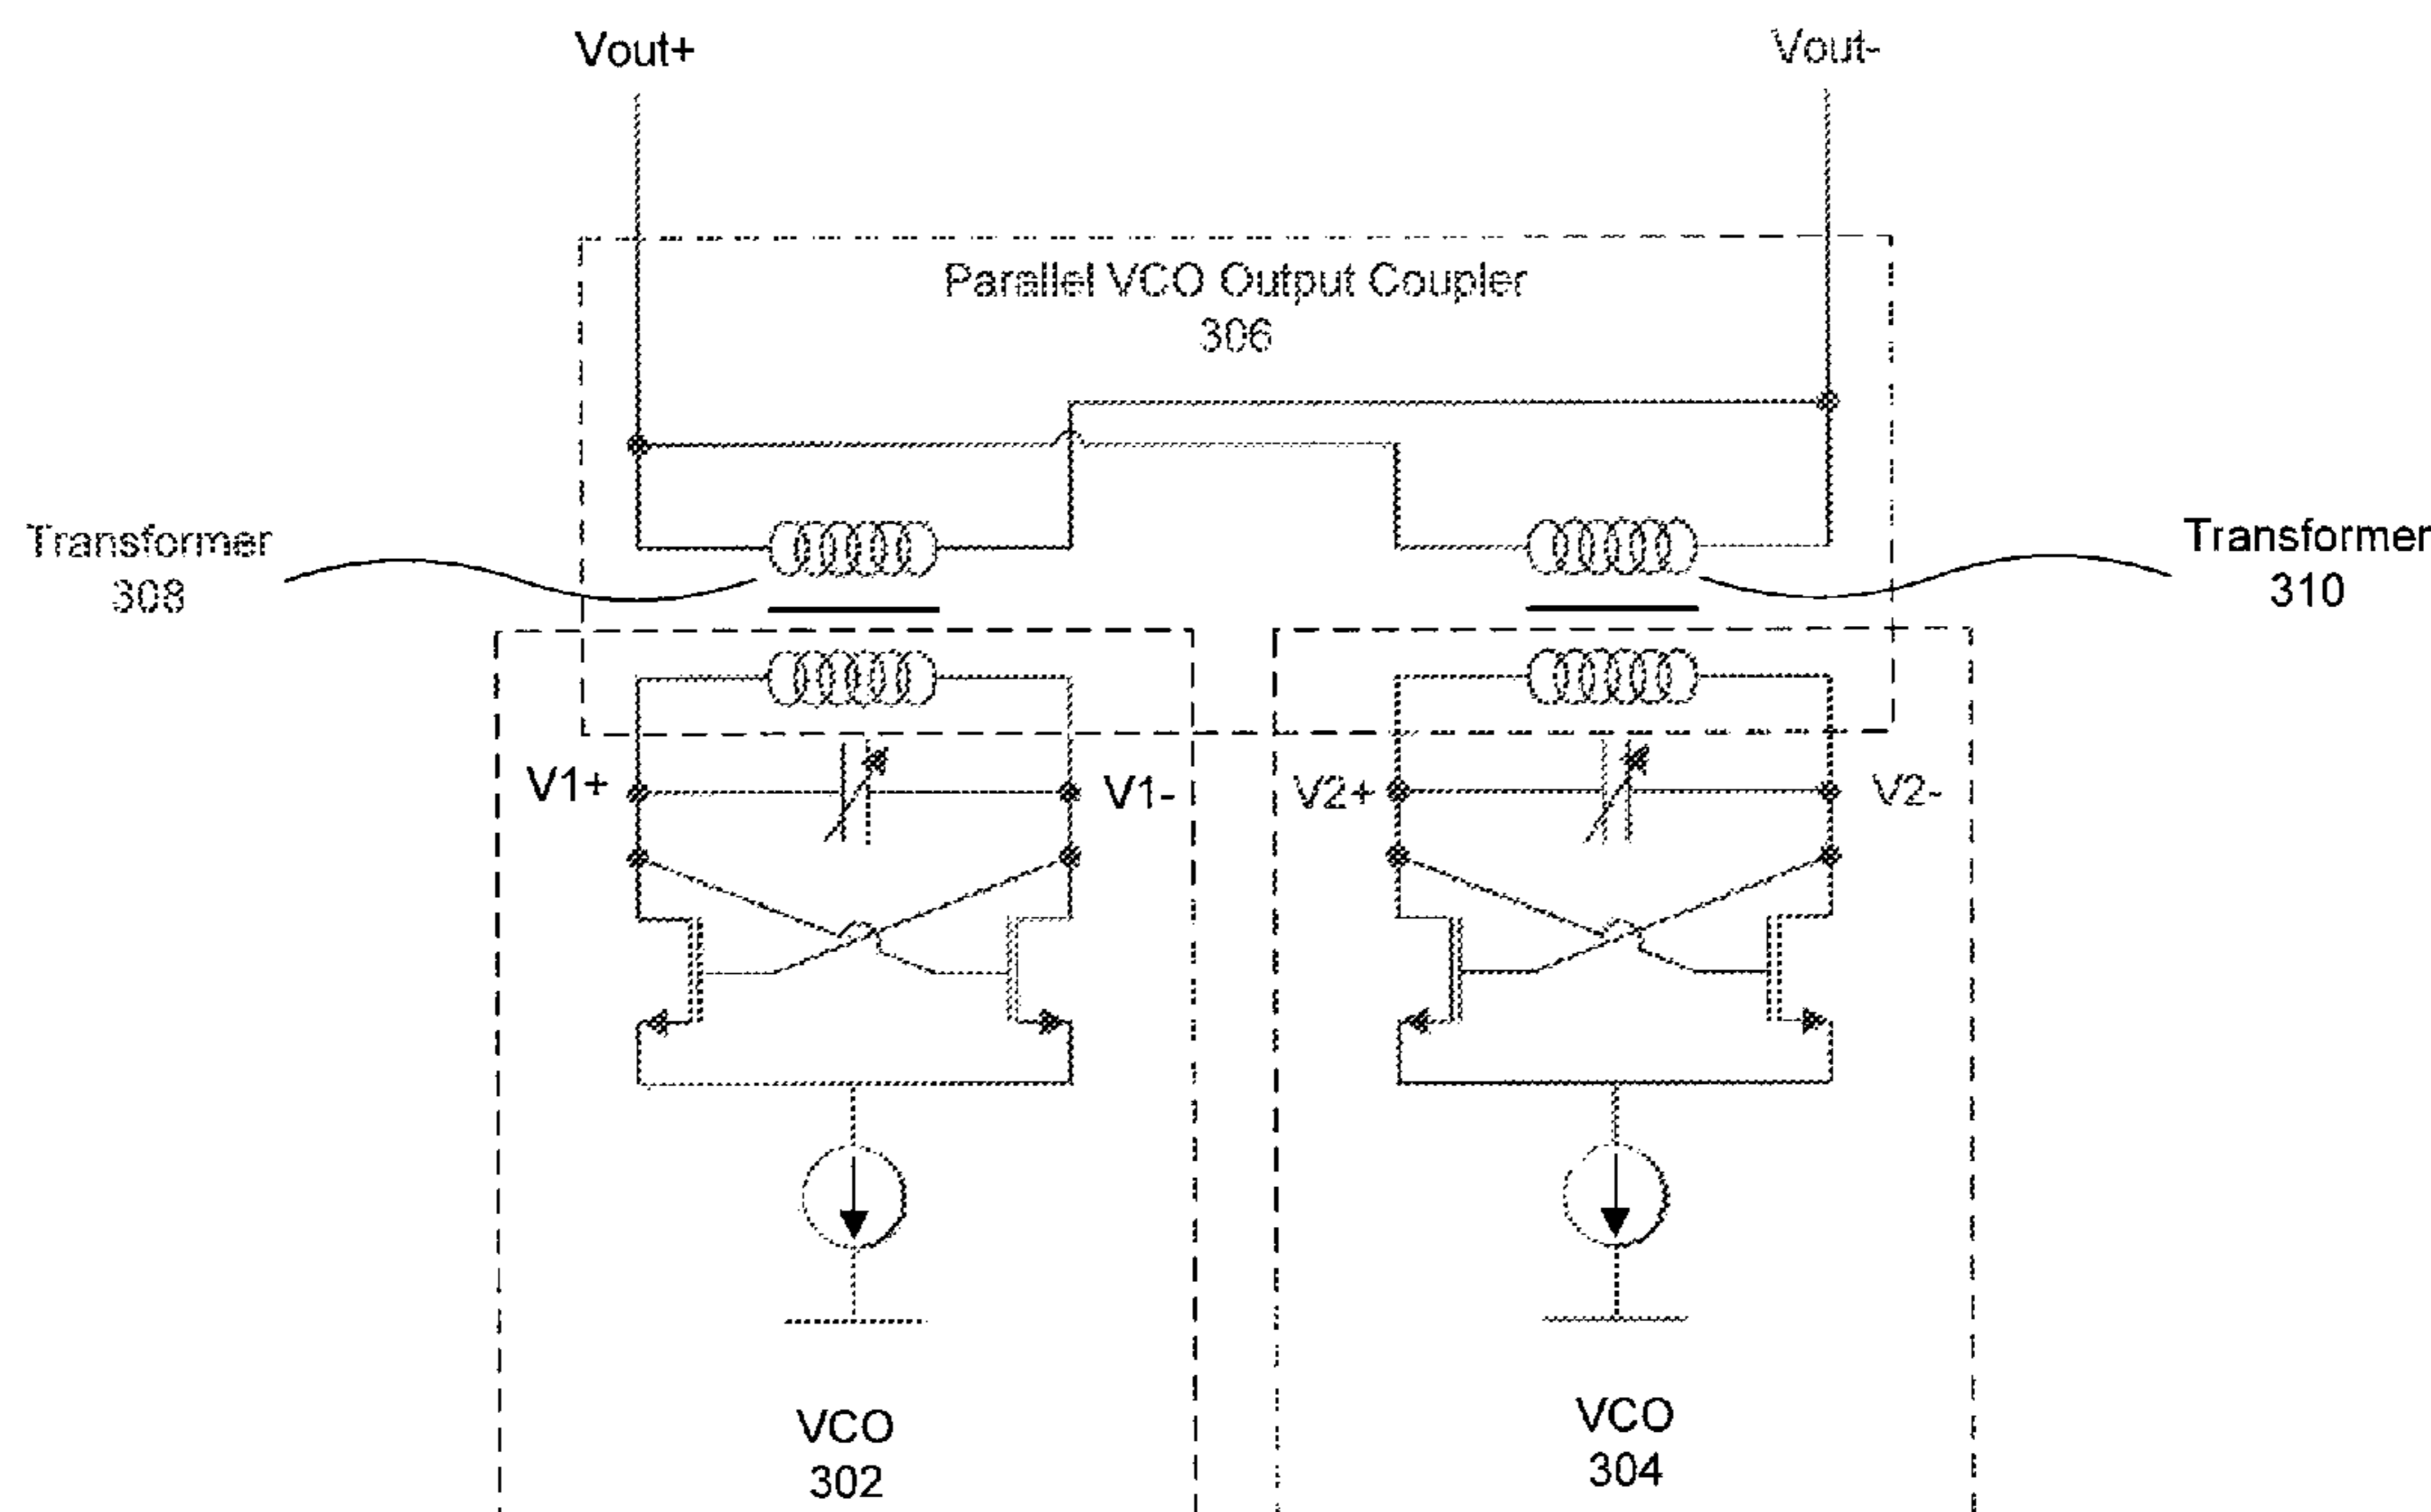 Vout+
Vout-
Parallel VCO Output Coupler
306
Transformer
308
Transformer
310
V1+
V1-
V2+
V2-
VCO
302
VCO
304